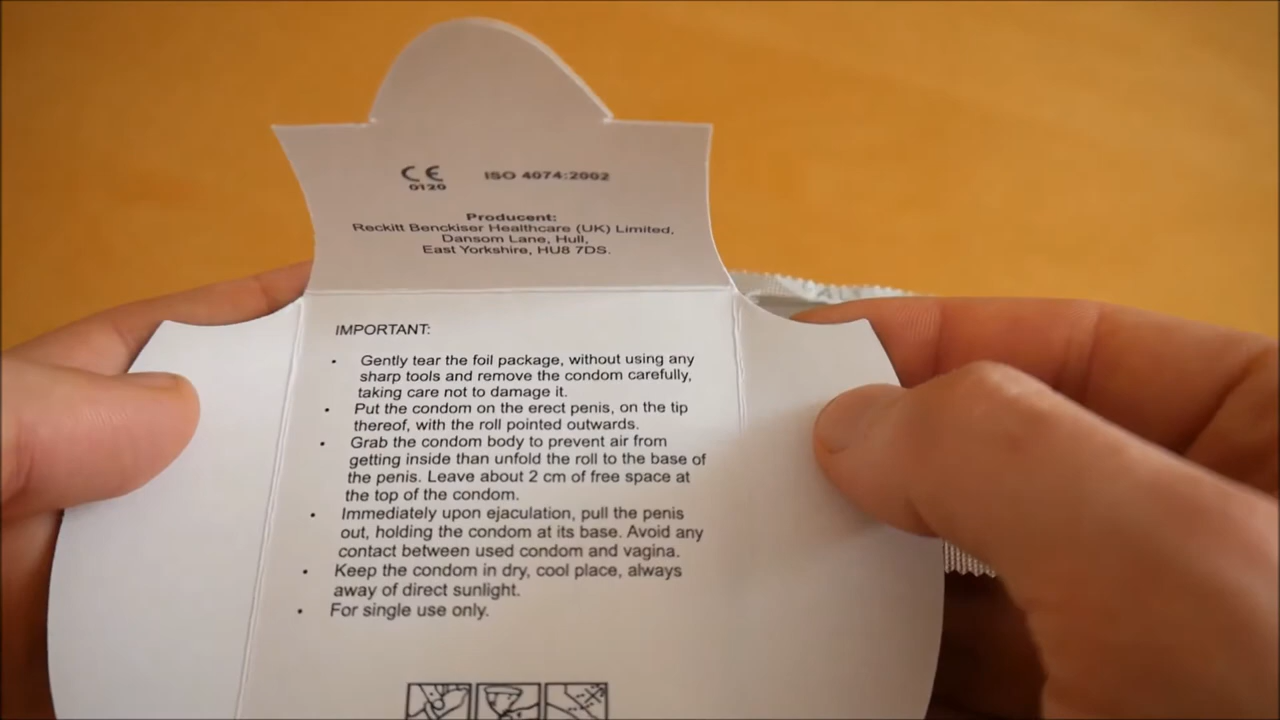 CE ISO 4074:2002
0120
Producent:
Reckitt Benckiser Healthcare (UK) Limited,
Dansom Lane, Hull,
East Yorkshire, HU8 7DS.
IMPORTANT:
• Gently tear the foil package, without using any
sharp tools and remove the condom carefully,
taking care not to damage it.
• Put the condom on the erect penis, on the tip
thereof, with the roll pointed outwards.
• Grab the condom body to prevent air from
getting inside than unfold the roll to the base of
the penis. Leave about 2 cm of free space at
the top of the condom.
• Immediately upon ejaculation, pull the penis
out, holding the condom at its base. Avoid any
contact between used condom and vagina.
• Keep the condom in dry, cool place, always
away of direct sunlight.
• For single use only.